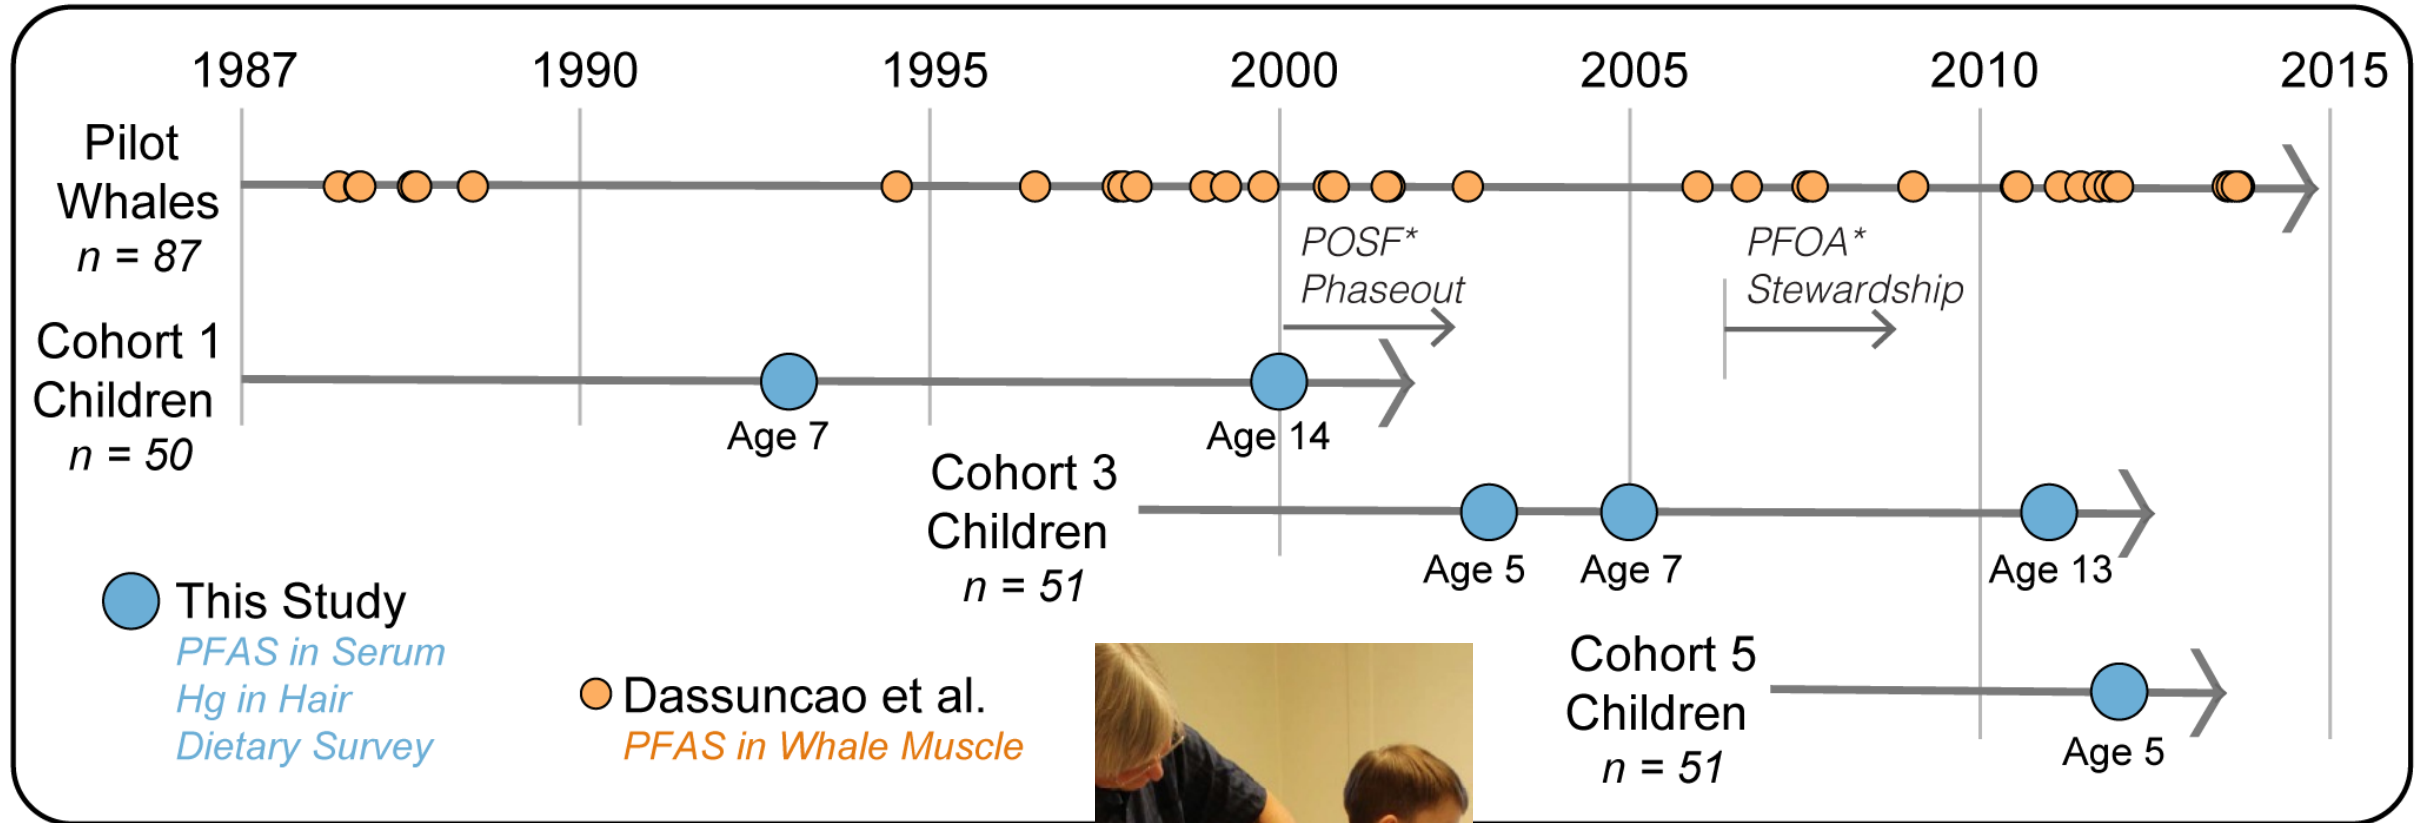 1987 1990 1995 2000 2005 2010 2015
Pilot
Whales
n = 87
POSF*
Phaseout
PFOA*
Stewardship
Cohort 1
Children
n = 50
Age 7
Age 14
Cohort 3
Children
n = 51
Age 5
Age 7
Age 13
This Study
PFAS in Serum
Hg in Hair
Dietary Survey
Dassuncao et al.
PFAS in Whale Muscle
Cohort 5
Children
n = 51
Age 5